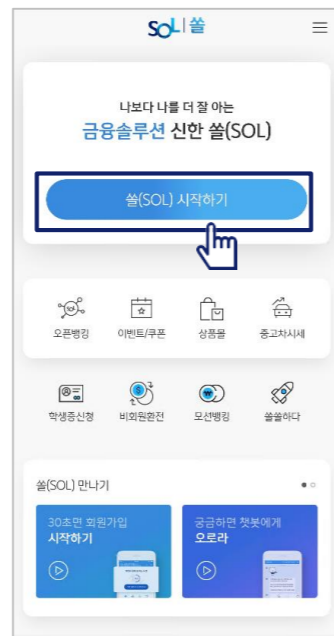 SOL 쏠
나보다 나를 더 잘 아는
금융솔루션 신한 쏠(SOL)
쏠(SOL) 시작하기
오픈뱅킹 이벤트/쿠폰 상품몰 중고차시세
학생증신청 비회원환전 모션뱅킹 쏠쏠하다
쏠(SOL) 만나기
30초면 회원가입
시작하기
궁금하면 챗봇에게
오로라